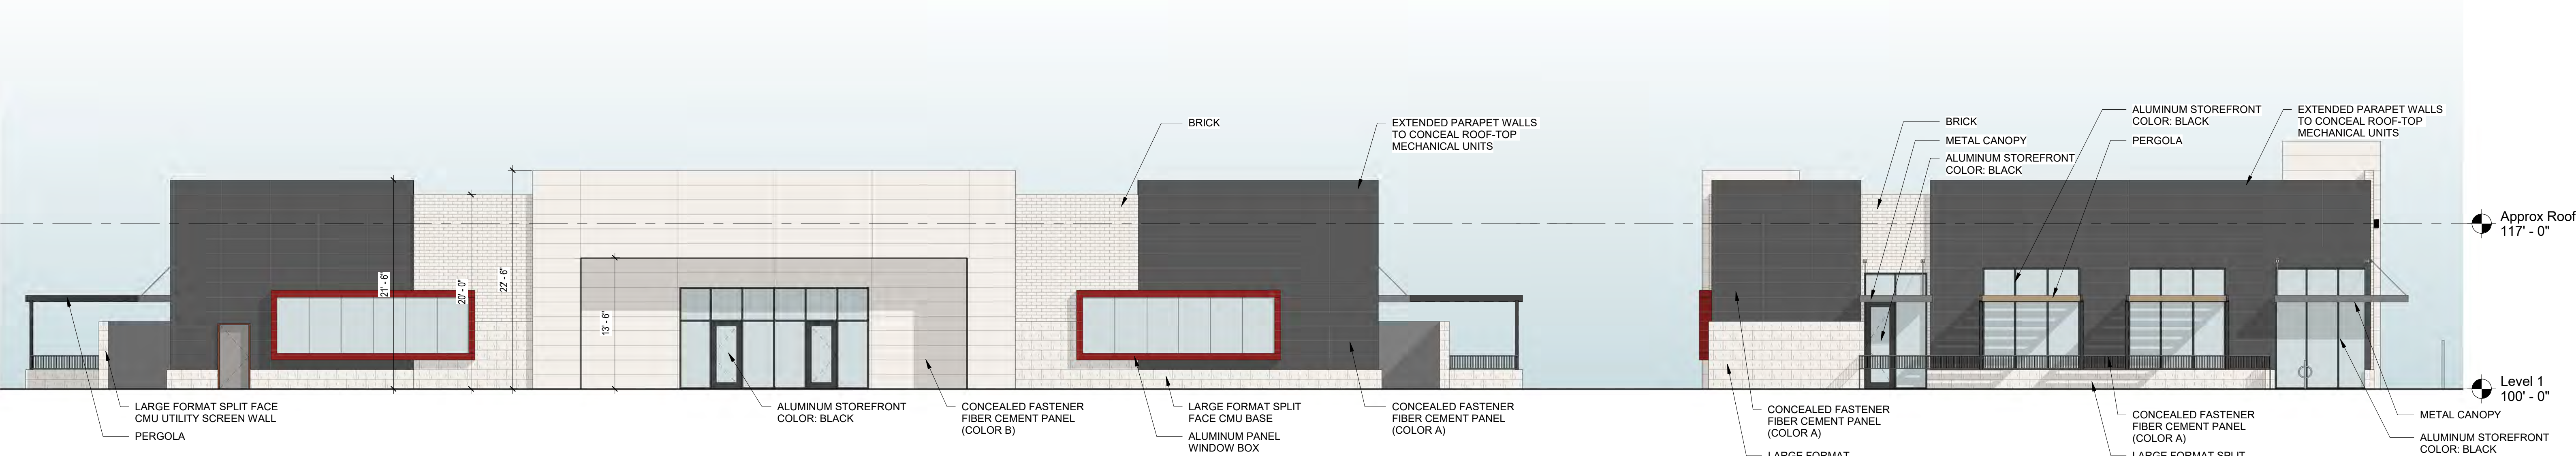 BRICK
EXTENDED PARAPET WALLS
TO CONCEAL ROOF-TOP
MECHANICAL UNITS
BRICK
METAL CANOPY
ALUMINUM STOREFRONT
COLOR: BLACK
ALUMINUM STOREFRONT
COLOR: BLACK
PERGOLA
EXTENDED PARAPET WALLS
TO CONCEAL ROOF-TOP
MECHANICAL UNITS
Approx Roof
117' - 0"
21' - 6"
20' - 0"
22' - 6"
13' - 6"
Level 1
100' - 0"
LARGE FORMAT SPLIT FACE
CMU UTILITY SCREEN WALL
PERGOLA
ALUMINUM STOREFRONT
COLOR: BLACK
CONCEALED FASTENER
FIBER CEMENT PANEL
(COLOR B)
LARGE FORMAT SPLIT
FACE CMU BASE
ALUMINUM PANEL
WINDOW BOX
CONCEALED FASTENER
FIBER CEMENT PANEL
(COLOR A)
CONCEALED FASTENER
FIBER CEMENT PANEL
(COLOR A)
LARGE FORMAT
CONCEALED FASTENER
FIBER CEMENT PANEL
(COLOR A)
LARGE FORMAT SPLIT
METAL CANOPY
ALUMINUM STOREFRONT
COLOR: BLACK